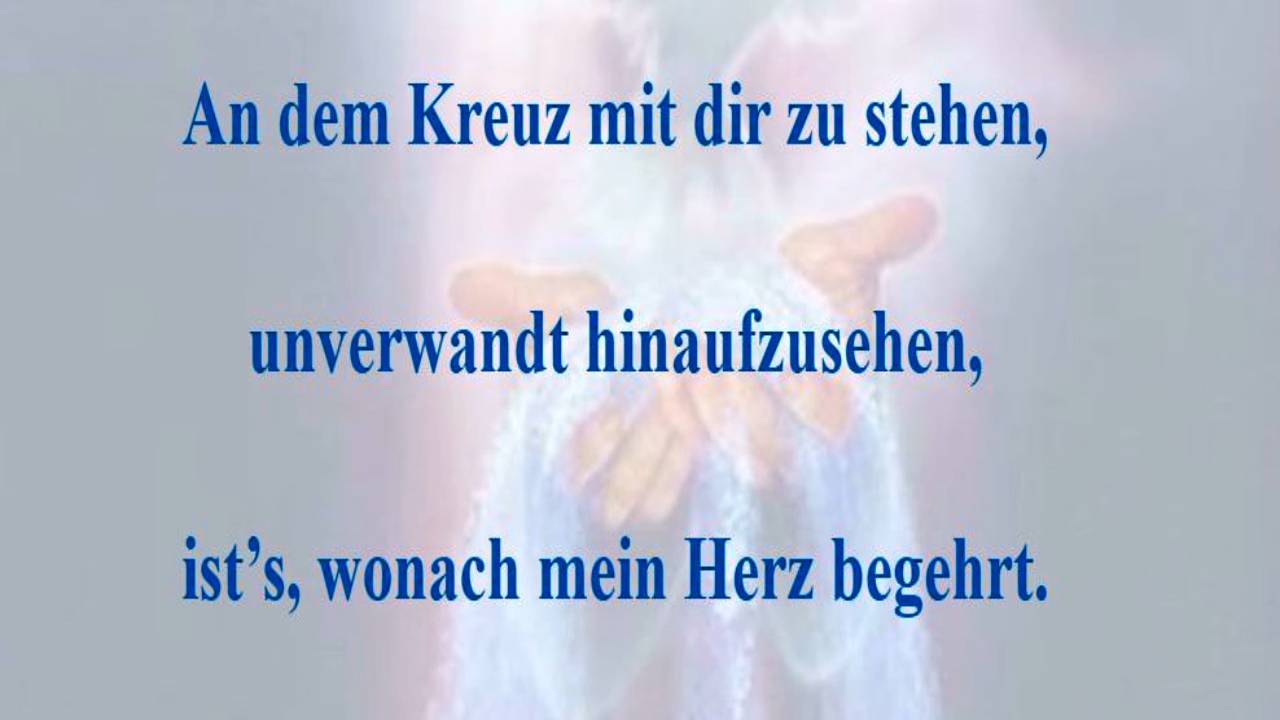 An dem Kreuz mit dir zu stehen,
unverwandt hinaufzusehen,
ist’s, wonach mein Herz begehrt.